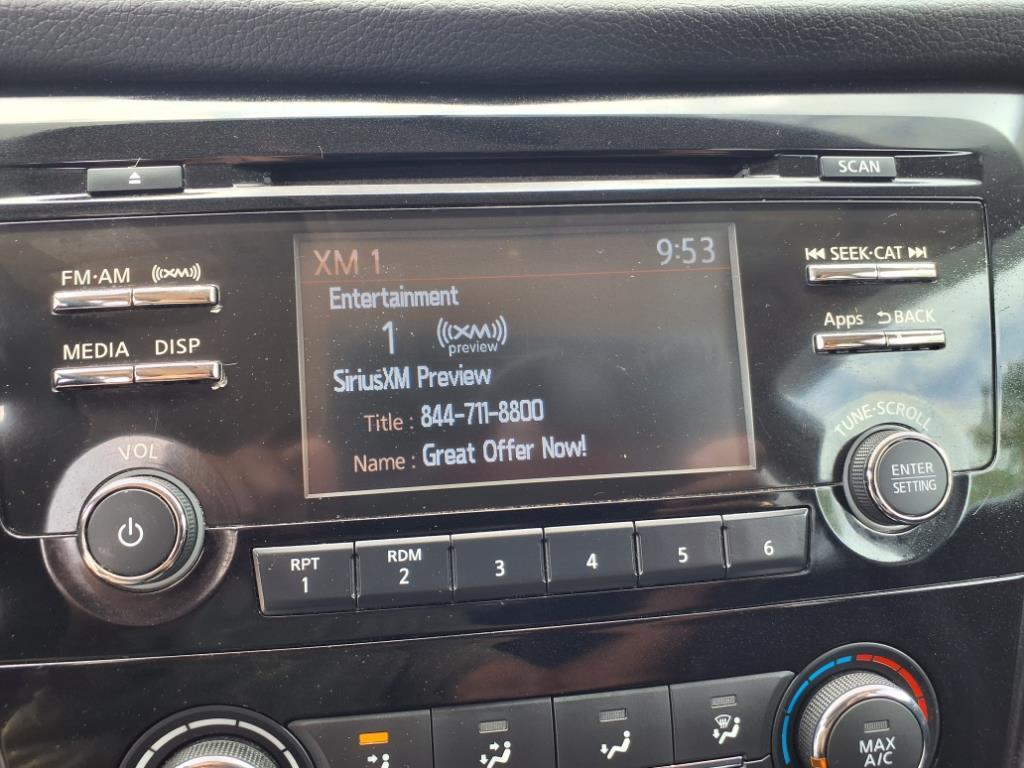 SCAN
FM·AM
((XM))
MEDIA
DISP
VOL
XM 1
9:53
Entertainment
1 ((XM))
preview
SiriusXM Preview
Title : 844-711-8800
Name : Great Offer Now!
SEEK·CAT
Apps
BACK
TUNE·SCROLL
ENTER
SETTING
RPT
1
RDM
2
3
4
5
6
MAX
A/C